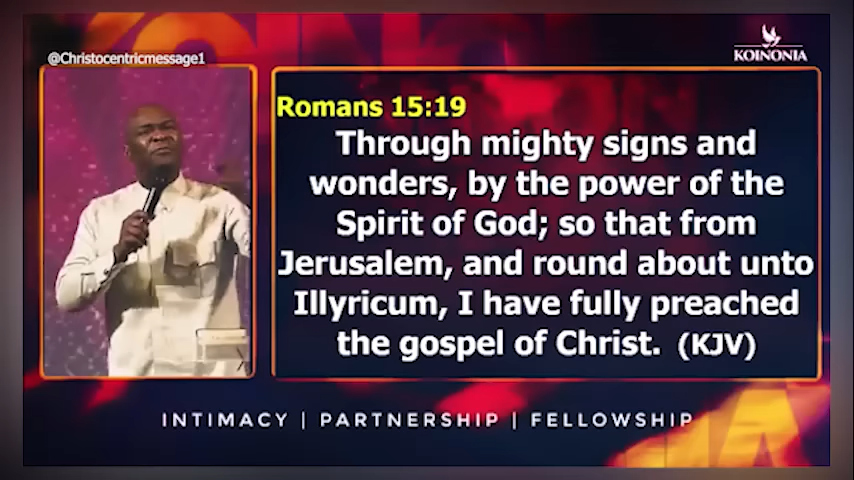 @Christocentricmessage1
KOINONIA
Romans 15:19
Through mighty signs and
wonders, by the power of the
Spirit of God; so that from
Jerusalem, and round about unto
Illyricum, I have fully preached
the gospel of Christ. (KJV)
INTIMACY | PARTNERSHIP | FELLOWSHIP